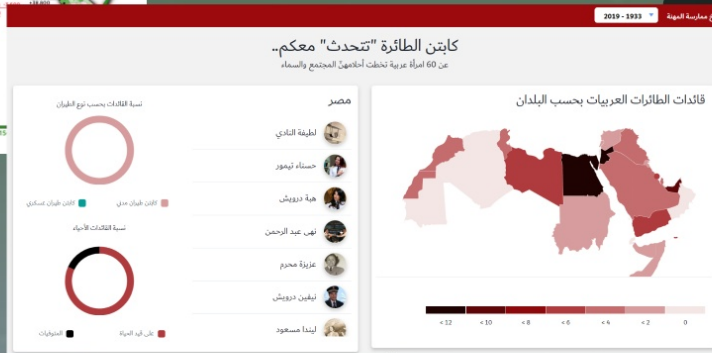 ممارسة المهنة
1933 - 2019
كابتن الطائرة "تتحدث" معكم..
عن 60 امرأة عربية تخطت أحلامهنّ المجتمع والسماء
قائدات الطائرات العربيات بحسب البلدان
< 12
< 10
< 8
< 6
< 4
< 2
0
مصر
لطيفة النادي
حسناء تيمور
هبة درويش
نهى عبد الرحمن
عزيزة محرم
نيفين درويش
ليندا مسعود
نسبة القائدات بحسب نوع الطيران
كابتن طيران مدني
كابتن طيران عسكري
نسبة القائدات الأحياء
على قيد الحياة
المتوفيات